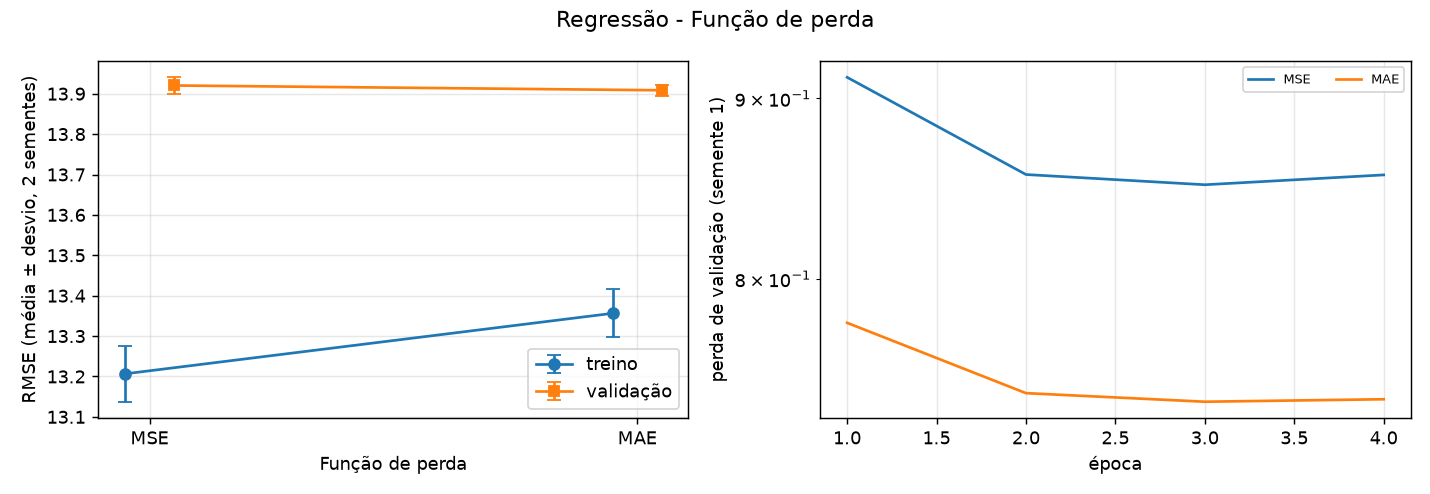 Regressão - Função de perda
RMSE (média ± desvio, 2 sementes)
13.9
13.8
13.7
13.6
13.5
13.4
13.3
13.2
13.1
MSE
MAE
Função de perda
treino
validação
perda de validação (semente 1)
9 × 10⁻¹
8 × 10⁻¹
MSE
MAE
1.0
1.5
2.0
2.5
3.0
3.5
4.0
época